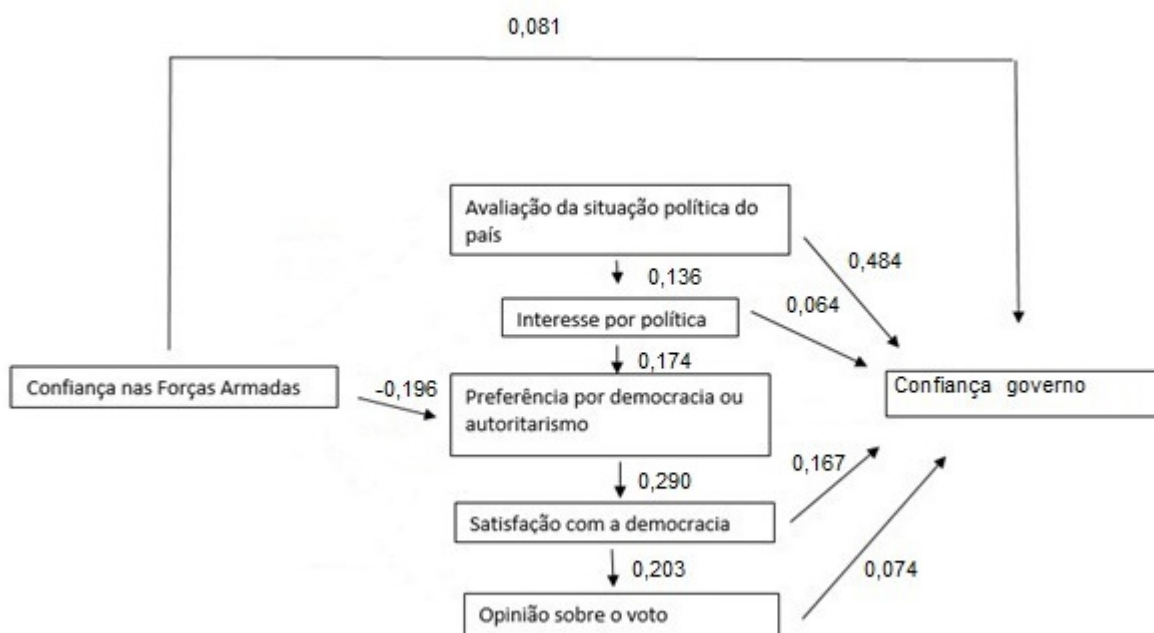 0,081
Avaliação da situação política do
país
0,484
0,136
0,064
Interesse por política
0,174
Confiança nas Forças Armadas
-0,196
Preferência por democracia ou
autoritarismo
Confiança governo
0,290
0,167
Satisfação com a democracia
0,203
0,074
Opinião sobre o voto